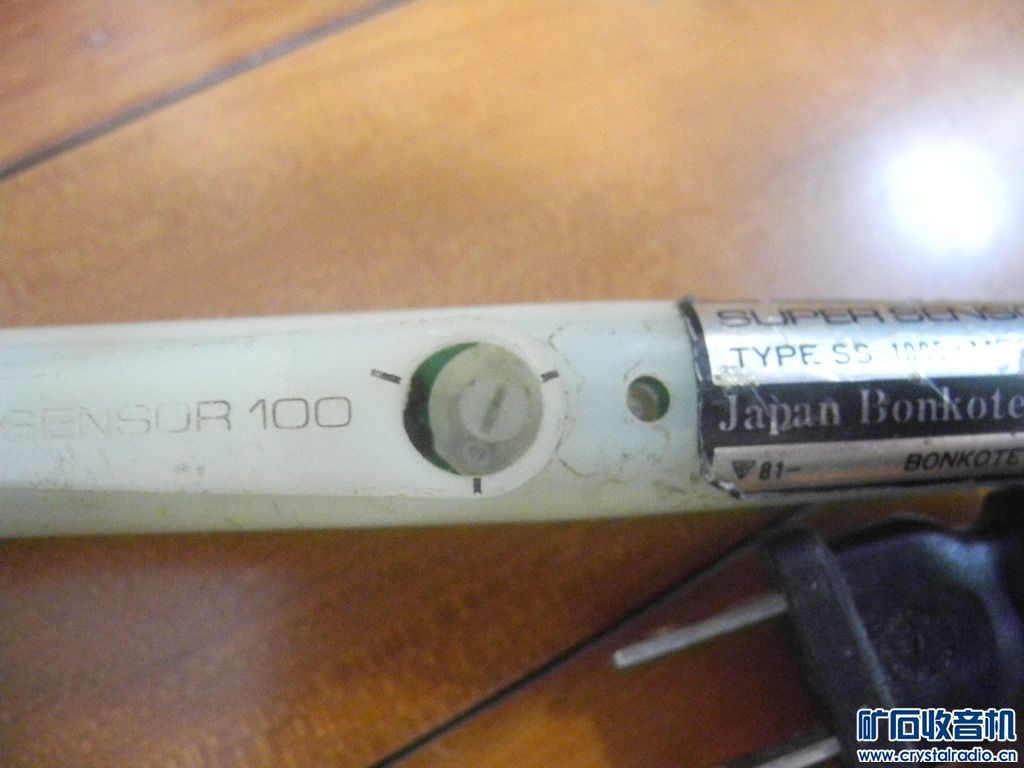 SENSOR 100
SUPER SENSO
TYPE SS
Japan Bonkote
81-
BONKOTE
矿石收音机
www.crystalradio.cn